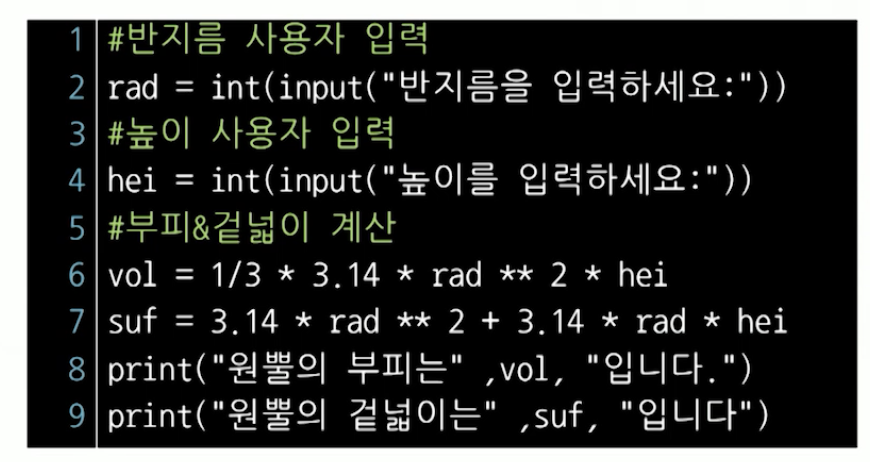 1 #반지름 사용자 입력
2 rad = int(input("반지름을 입력하세요:"))
3 #높이 사용자 입력
4 hei = int(input("높이를 입력하세요:"))
5 #부피&겉넓이 계산
6 vol = 1/3 * 3.14 * rad ** 2 * hei
7 suf = 3.14 * rad ** 2 + 3.14 * rad * hei
8 print("원뿔의 부피는" ,vol, "입니다.")
9 print("원뿔의 겉넓이는" ,suf, "입니다")